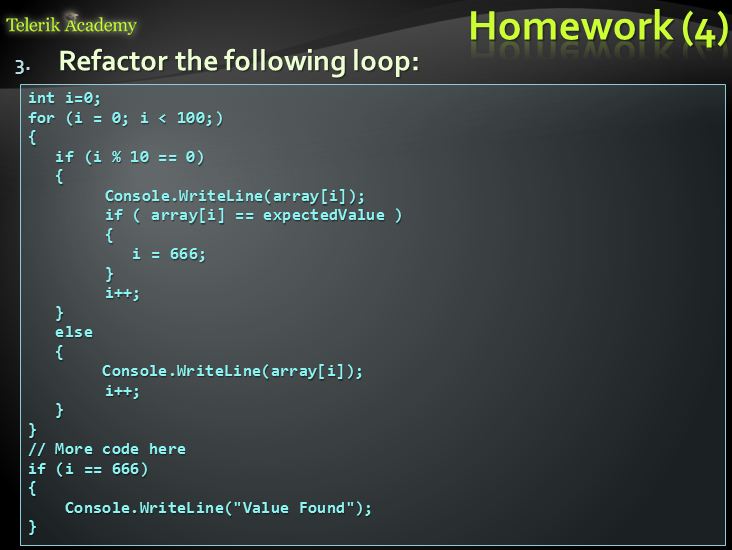 Telerik Academy
Homework (4)
3. Refactor the following loop:
int i=0;
for (i = 0; i < 100;)
{
if (i % 10 == 0)
{
Console.WriteLine(array[i]);
if ( array[i] == expectedValue )
{
i = 666;
}
i++;
}
else
{
Console.WriteLine(array[i]);
i++;
}
}
// More code here
if (i == 666)
{
Console.WriteLine("Value Found");
}